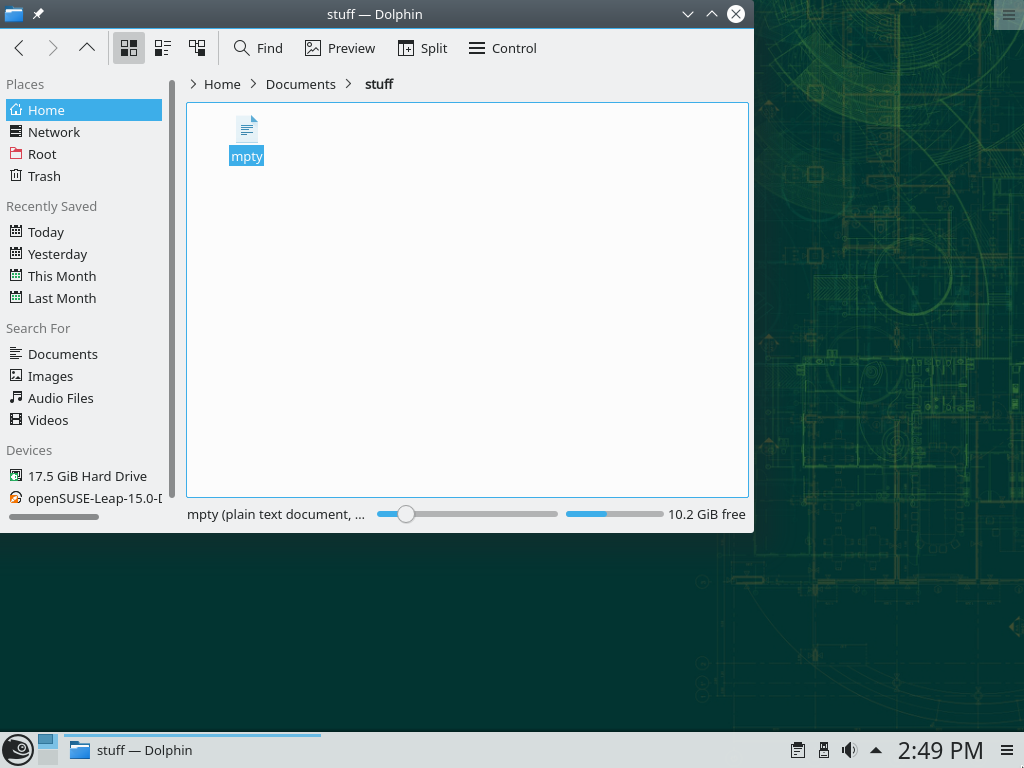 stuff — Dolphin
Find
Preview
Split
Control
Places
Home
Network
Root
Trash
Recently Saved
Today
Yesterday
This Month
Last Month
Search For
Documents
Images
Audio Files
Videos
Devices
17.5 GiB Hard Drive
openSUSE-Leap-15.0-D
Home
Documents
stuff
mpty
mpty (plain text document, ...
10.2 GiB free
stuff — Dolphin
2:49 PM